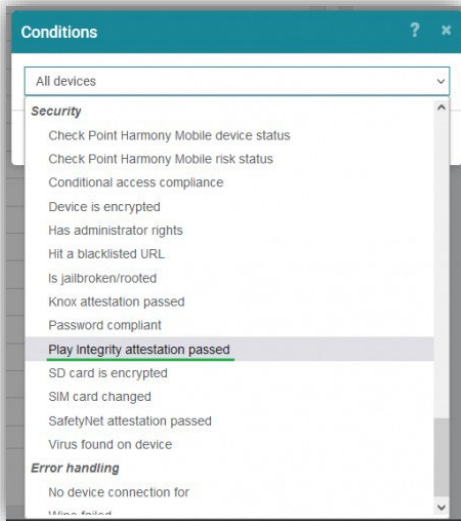 Conditions ? ×
All devices
Security
Check Point Harmony Mobile device status
Check Point Harmony Mobile risk status
Conditional access compliance
Device is encrypted
Has administrator rights
Hit a blacklisted URL
Is jailbroken/rooted
Knox attestation passed
Password compliant
Play Integrity attestation passed
SD card is encrypted
SIM card changed
SafetyNet attestation passed
Virus found on device
Error handling
No device connection for
Wipe failed